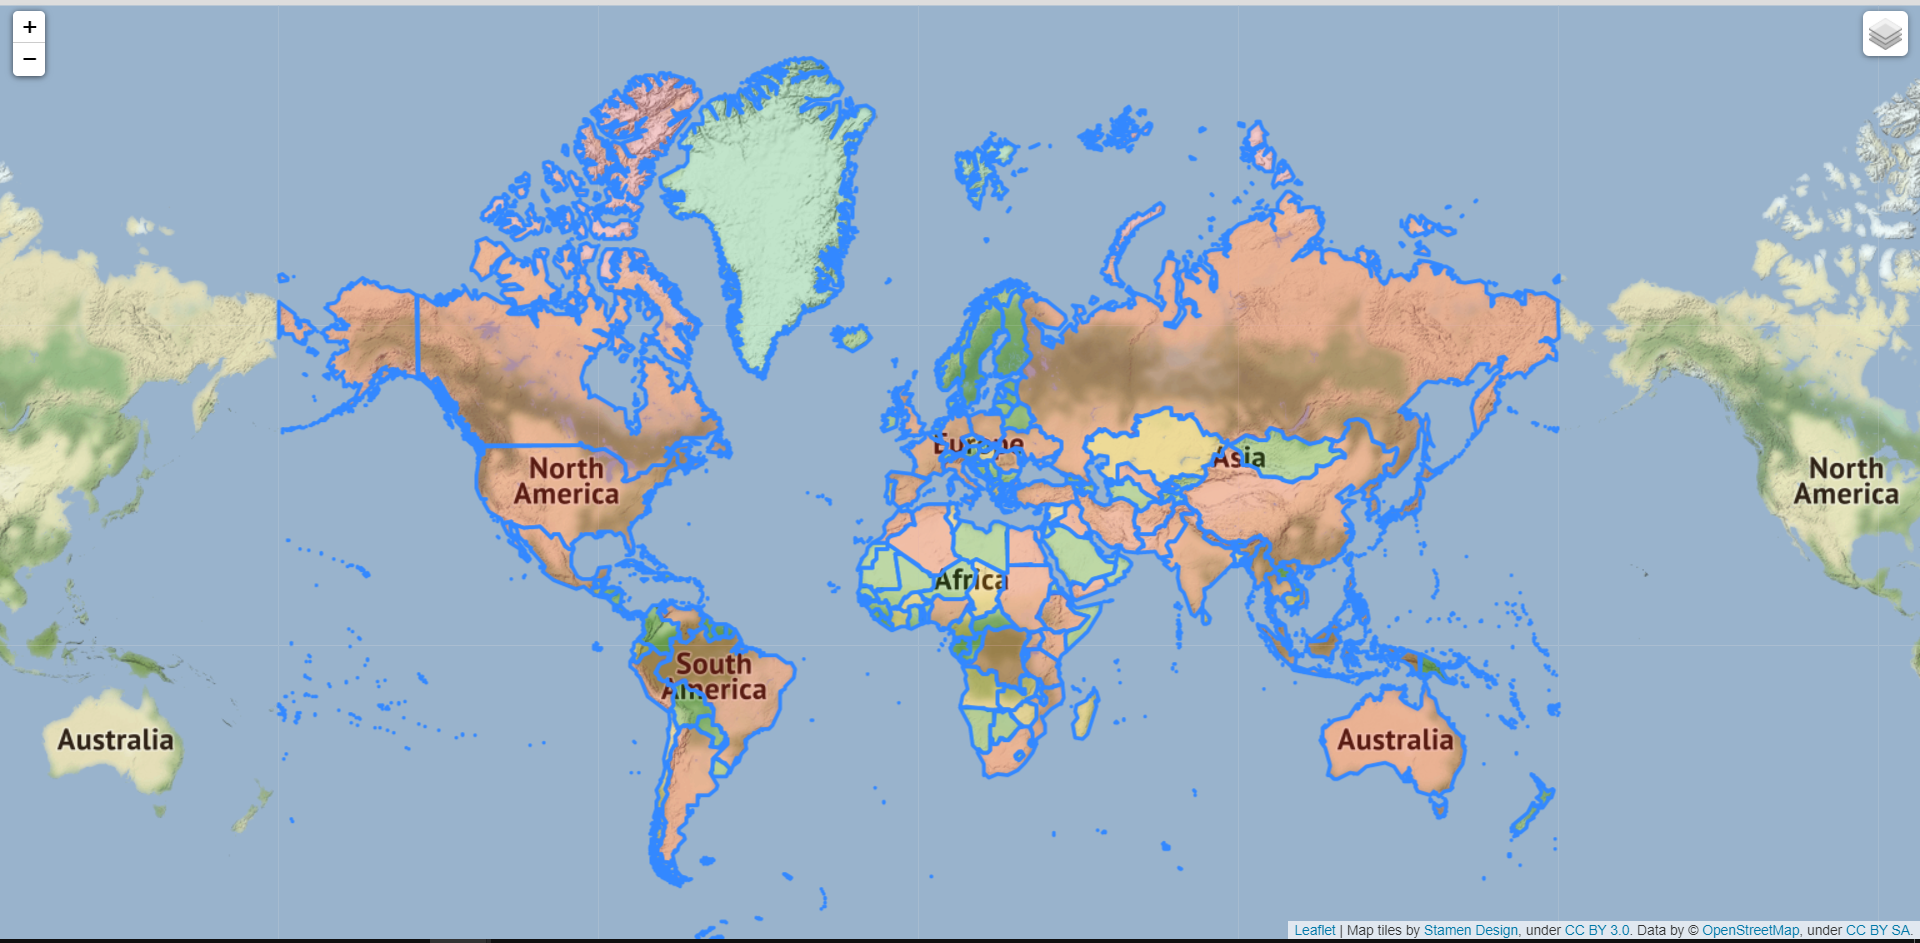 +
−
Europe
Asia
North
America
North
America
Africa
South
America
Australia
Australia
Leaflet | Map tiles by Stamen Design, under CC BY 3.0. Data by © OpenStreetMap, under CC BY SA.